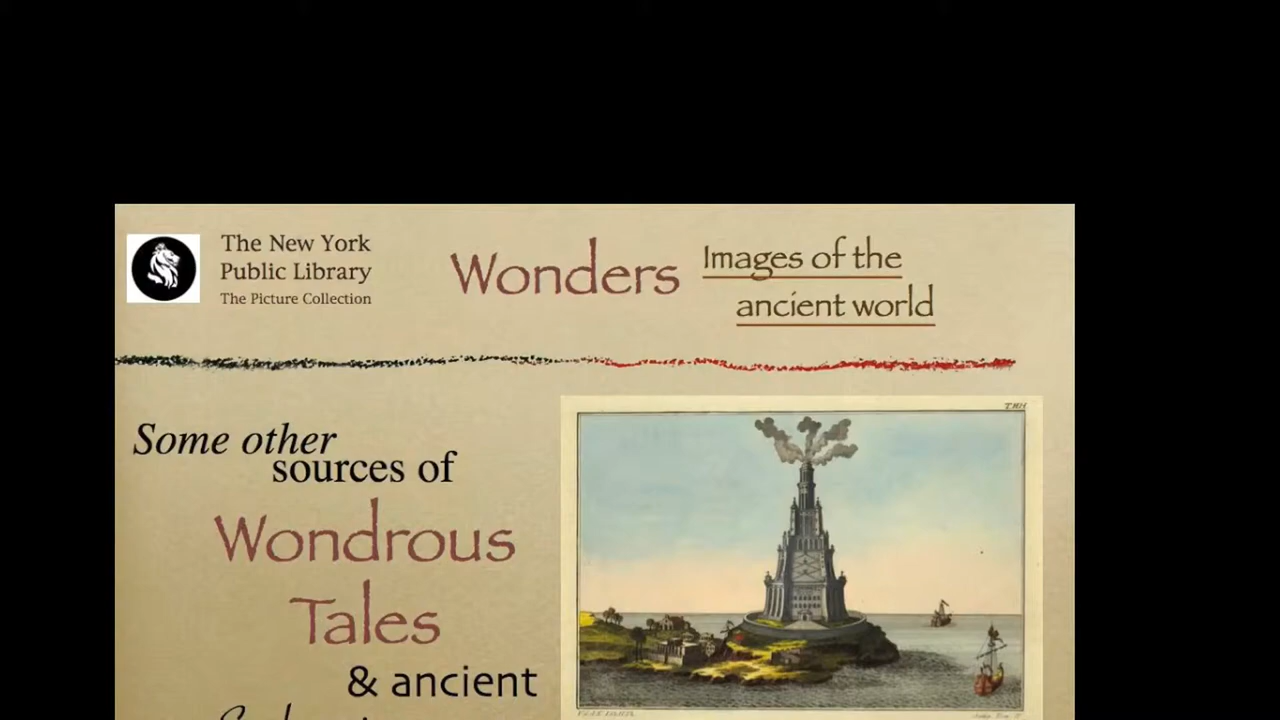 The New York
Public Library
The Picture Collection
Wonders
Images of the
ancient world
Some other
sources of
Wondrous
Tales
& ancient